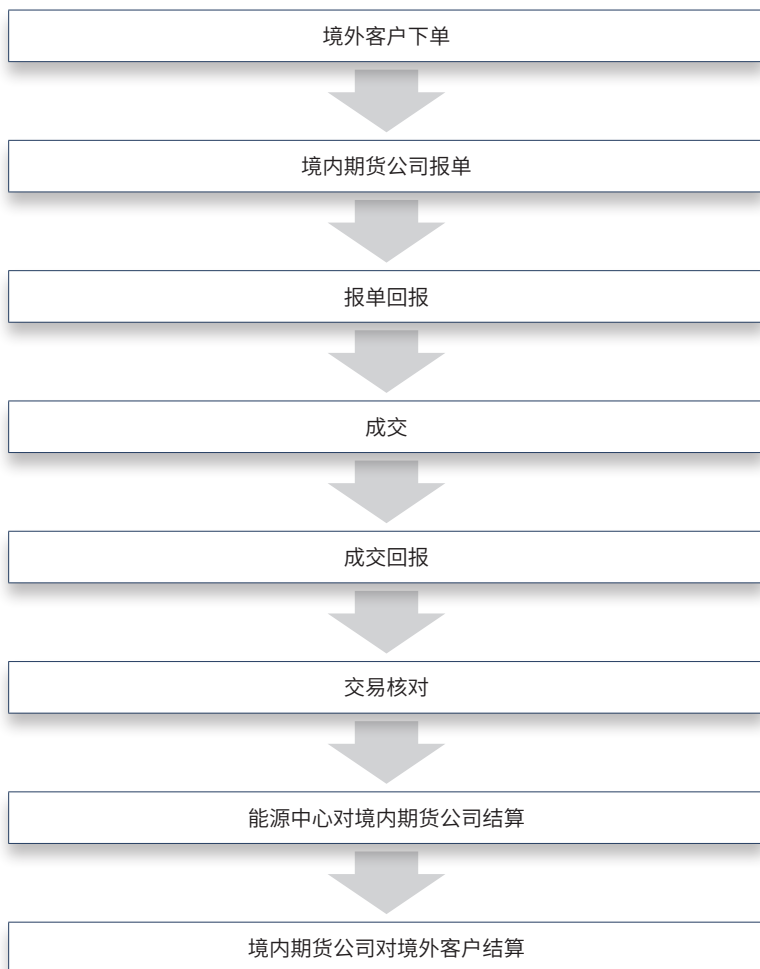 境外客户下单
境内期货公司报单
报单回报
成交
成交回报
交易核对
能源中心对境内期货公司结算
境内期货公司对境外客户结算